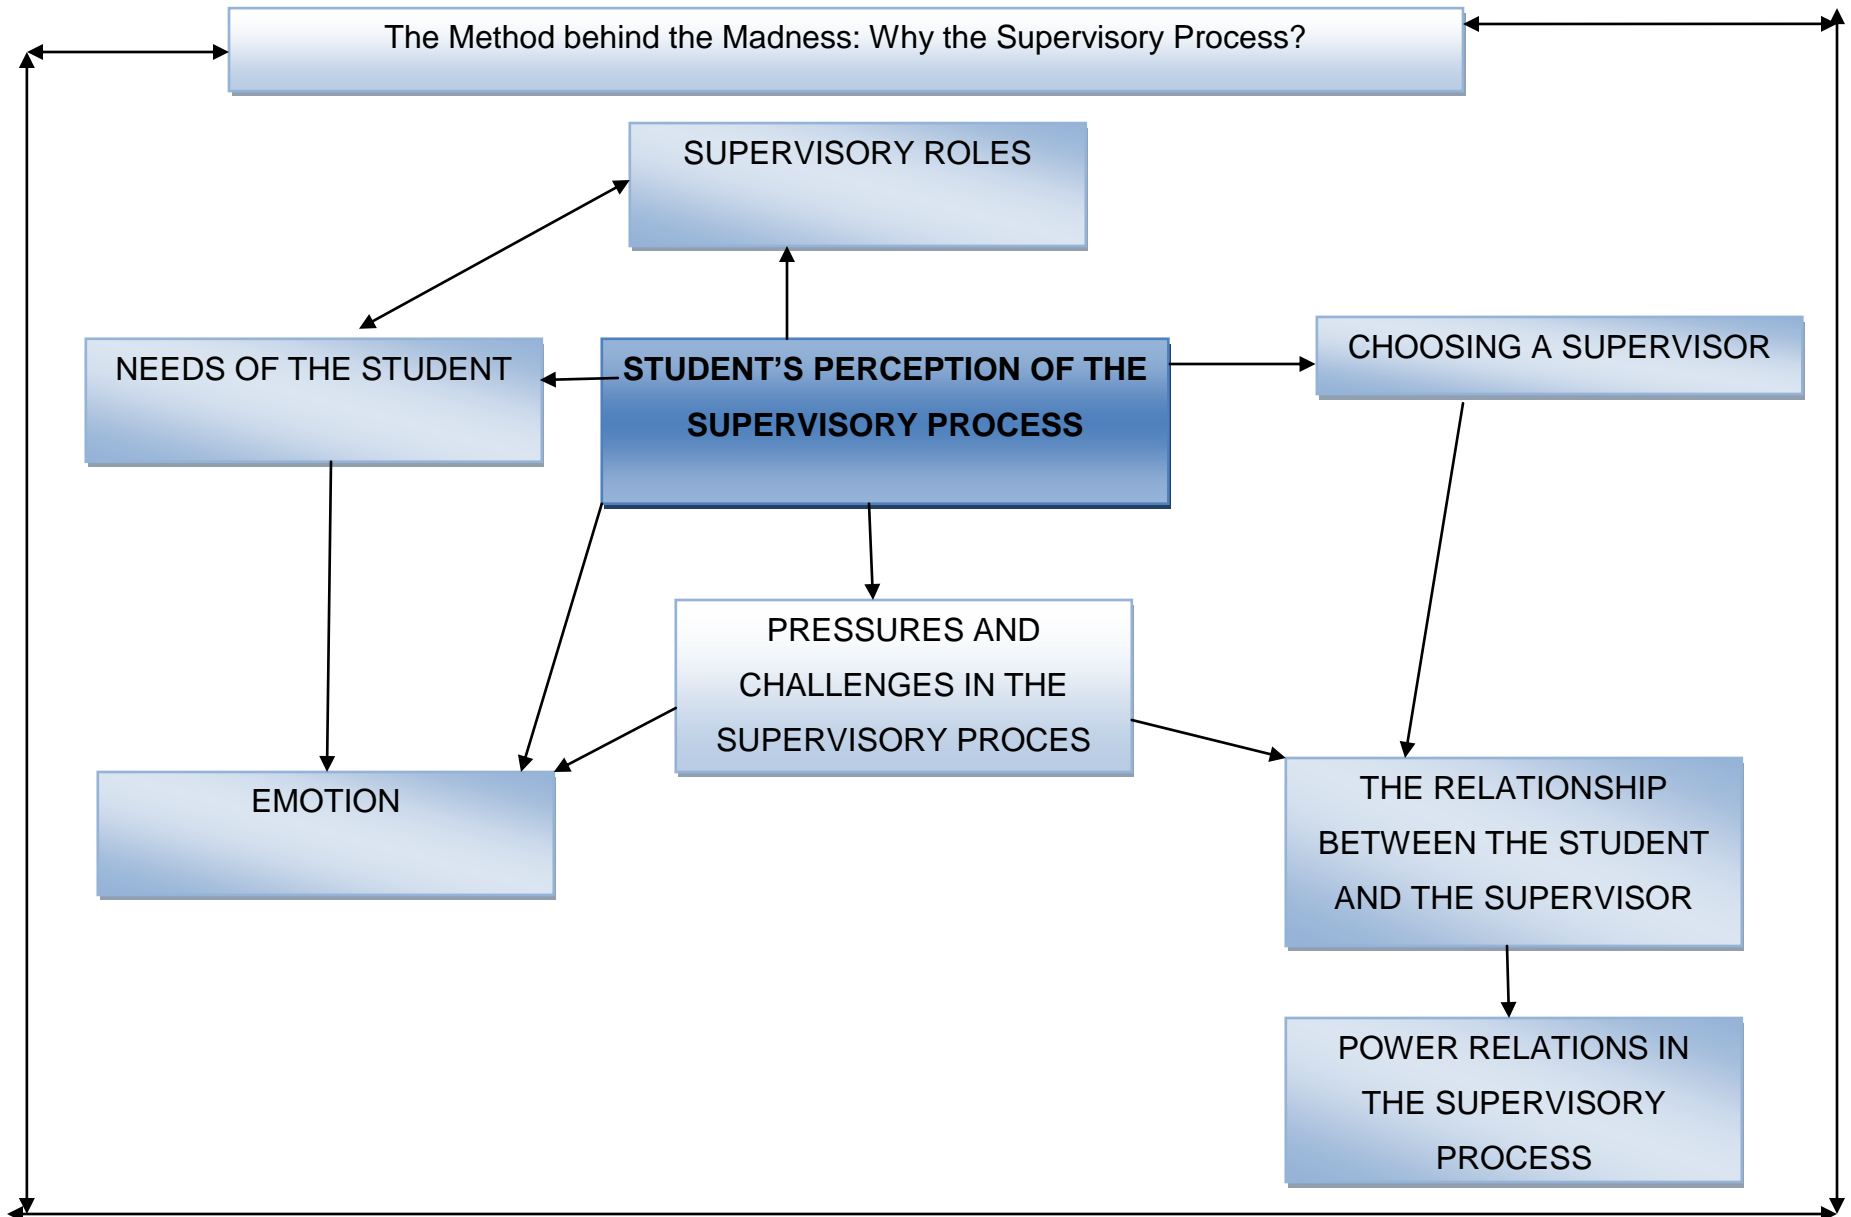 The Method behind the Madness: Why the Supervisory Process?
SUPERVISORY ROLES
NEEDS OF THE STUDENT
STUDENT'S PERCEPTION OF THE
SUPERVISORY PROCESS
CHOOSING A SUPERVISOR
PRESSURES AND
CHALLENGES IN THE
SUPERVISORY PROCES
EMOTION
THE RELATIONSHIP
BETWEEN THE STUDENT
AND THE SUPERVISOR
POWER RELATIONS IN
THE SUPERVISORY
PROCESS